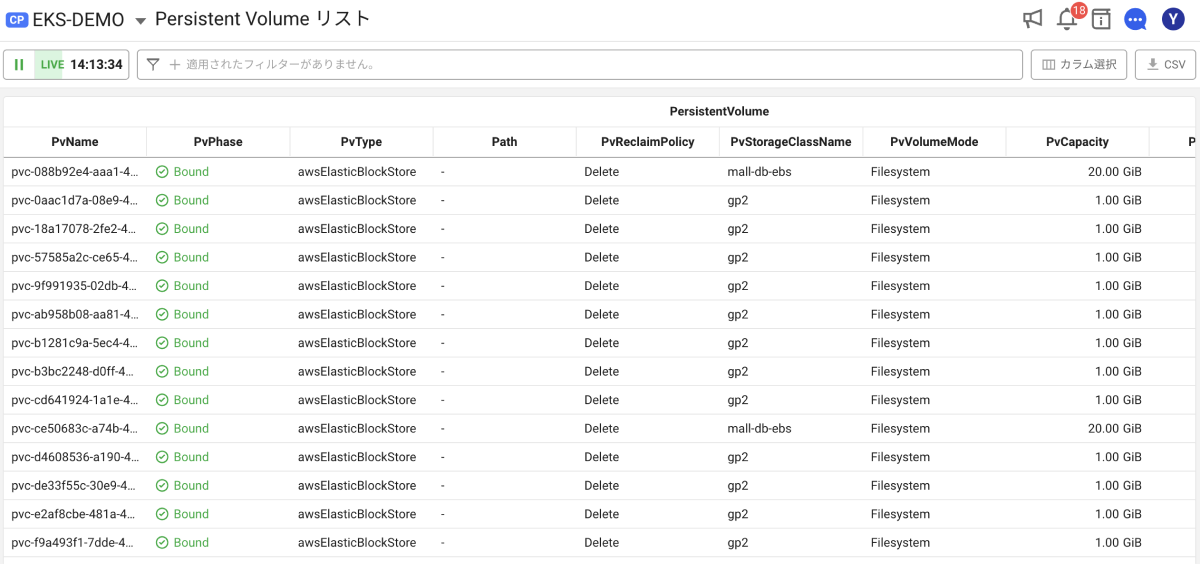 CP EKS-DEMO Persistent Volume リスト 18 Y
LIVE 14:13:34 適用されたフィルターがありません。 カラム選択 CSV
PersistentVolume
PvName PvPhase PvType Path PvReclaimPolicy PvStorageClassName PvVolumeMode PvCapacity P
pvc-088b92e4-aaa1-4... Bound awsElasticBlockStore - Delete mall-db-ebs Filesystem 20.00 GiB
pvc-0aac1d7a-08e9-4... Bound awsElasticBlockStore - Delete gp2 Filesystem 1.00 GiB
pvc-18a17078-2fe2-4... Bound awsElasticBlockStore - Delete gp2 Filesystem 1.00 GiB
pvc-57585a2c-ce65-4... Bound awsElasticBlockStore - Delete gp2 Filesystem 1.00 GiB
pvc-9f991935-02db-4... Bound awsElasticBlockStore - Delete gp2 Filesystem 1.00 GiB
pvc-ab958b08-aa81-4... Bound awsElasticBlockStore - Delete gp2 Filesystem 1.00 GiB
pvc-b1281c9a-5ec4-4... Bound awsElasticBlockStore - Delete gp2 Filesystem 1.00 GiB
pvc-b3bc2248-d0ff-4... Bound awsElasticBlockStore - Delete gp2 Filesystem 1.00 GiB
pvc-cd641924-1a1e-4... Bound awsElasticBlockStore - Delete gp2 Filesystem 1.00 GiB
pvc-ce50683c-a74b-4... Bound awsElasticBlockStore - Delete mall-db-ebs Filesystem 20.00 GiB
pvc-d4608536-a190-4... Bound awsElasticBlockStore - Delete gp2 Filesystem 1.00 GiB
pvc-de33f55c-30e9-4... Bound awsElasticBlockStore - Delete gp2 Filesystem 1.00 GiB
pvc-e2af8cbe-481a-4... Bound awsElasticBlockStore - Delete gp2 Filesystem 1.00 GiB
pvc-f9a493f1-7dde-4... Bound awsElasticBlockStore - Delete gp2 Filesystem 1.00 GiB